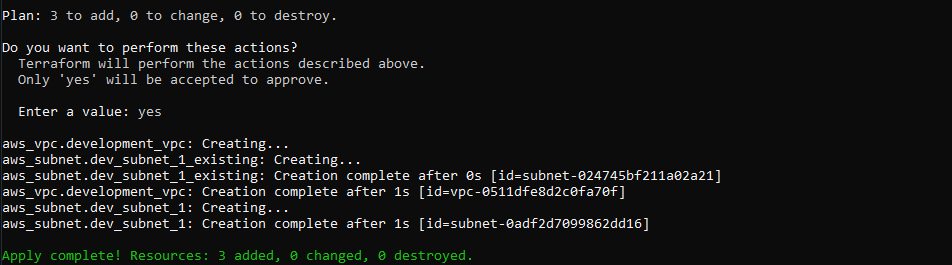 Plan: 3 to add, 0 to change, 0 to destroy.
Do you want to perform these actions?
Terraform will perform the actions described above.
Only 'yes' will be accepted to approve.
Enter a value: yes
aws_vpc.development_vpc: Creating...
aws_subnet.dev_subnet_1_existing: Creating...
aws_subnet.dev_subnet_1_existing: Creation complete after 0s [id=subnet-024745bf211a02a21]
aws_vpc.development_vpc: Creation complete after 1s [id=vpc-0511dfe8d2c0fa70f]
aws_subnet.dev_subnet_1: Creating...
aws_subnet.dev_subnet_1: Creation complete after 1s [id=subnet-0adf2d7099862dd16]
Apply complete! Resources: 3 added, 0 changed, 0 destroyed.